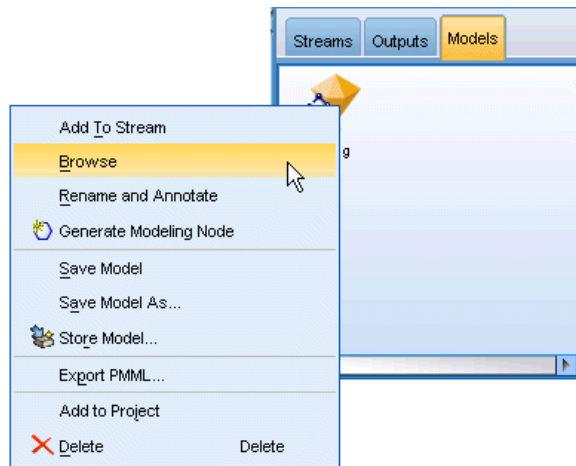 Streams Outputs Models
g
Add To Stream
Browse
Rename and Annotate
Generate Modeling Node
Save Model
Save Model As...
Store Model...
Export PMML...
Add to Project
Delete Delete